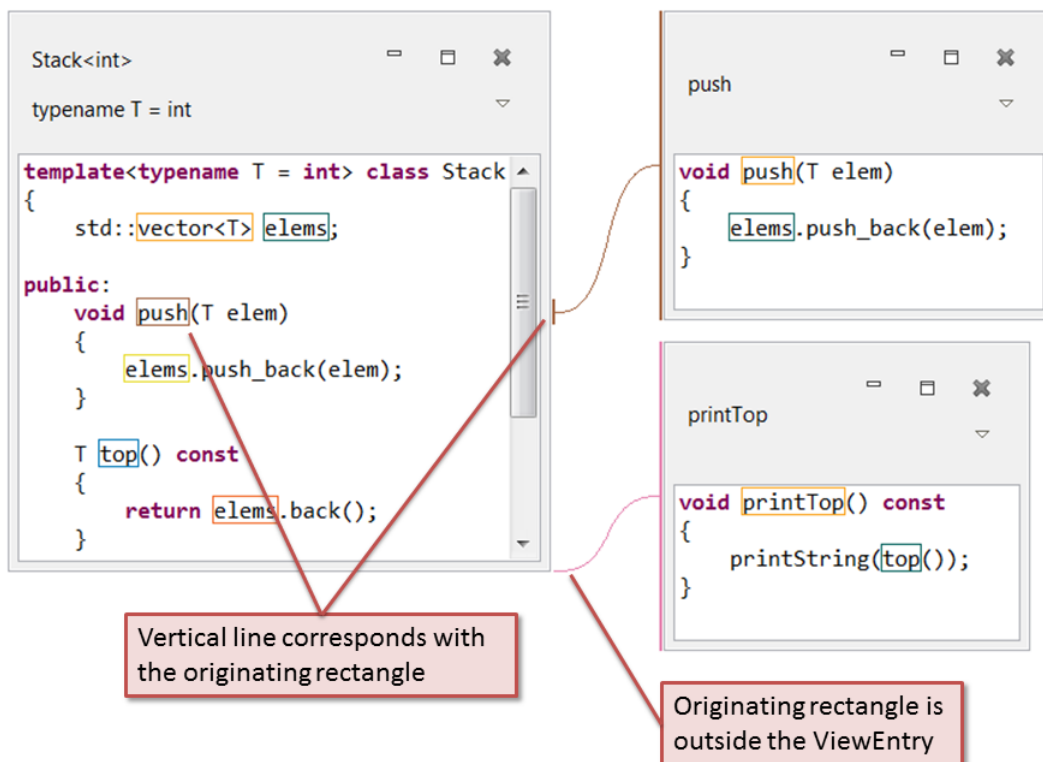 Stack<int>
typename T = int
template<typename T = int> class Stack
{
std::vector<T> elems;
public:
void push(T elem)
{
elems.push_back(elem);
}
T top() const
{
return elems.back();
}
push
void push(T elem)
{
elems.push_back(elem);
}
printTop
void printTop() const
{
printString(top());
}
Vertical line corresponds with
the originating rectangle
Originating rectangle is
outside the ViewEntry